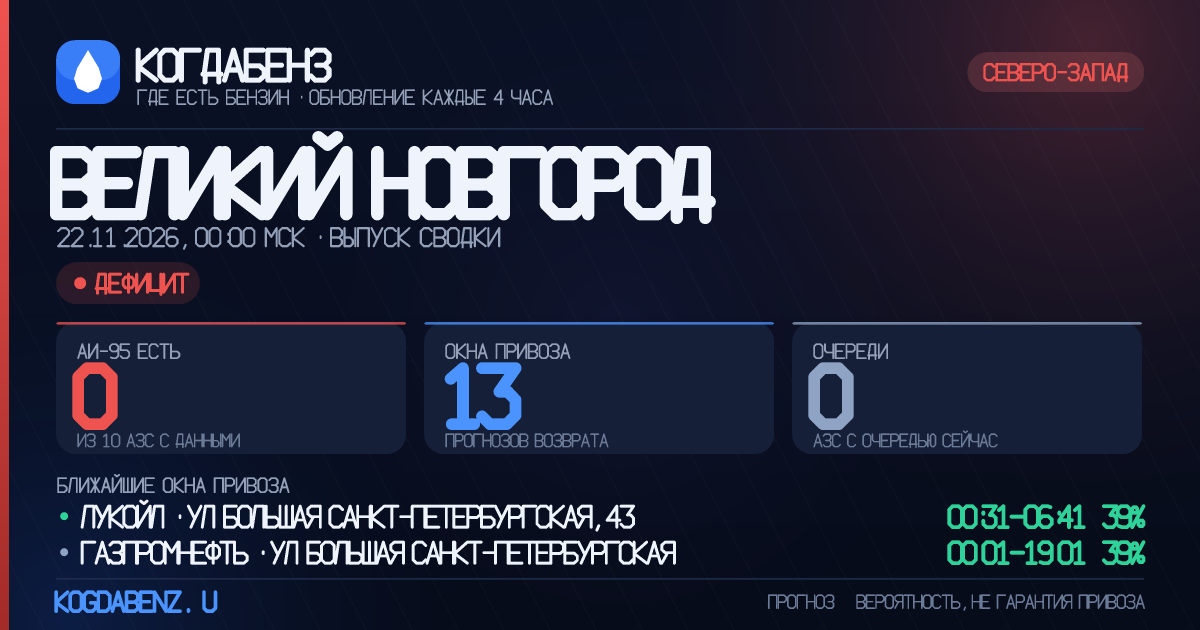 КОГДАБЕНЗ
ГДЕ ЕСТЬ БЕНЗИН · ОБНОВЛЕНИЕ КАЖДЫЕ 4 ЧАСА
СЕВЕРО-ЗАПАД
ВЕЛИКИЙ НОВГОРОД
22.11 2026, 00:00 МСК · ВЫПУСК СВОДКИ
ДЕФИЦИТ
АИ-95 ЕСТЬ
0
ИЗ 10 АЗС С ДАННЫМИ
ОКНА ПРИВОЗА
13
ПРОГНОЗОВ ВОЗВРАТА
ОЧЕРЕДИ
0
АЗС С ОЧЕРЕДЬЮ СЕЙЧАС
БЛИЖАЙШИЕ ОКНА ПРИВОЗА
• ЛУКОЙЛ · УЛ БОЛЬШАЯ САНКТ-ПЕТЕРБУРГСКАЯ, 43 00:31-06:41 39%
• ГАЗПРОМНЕФТЬ · УЛ БОЛЬШАЯ САНКТ-ПЕТЕРБУРГСКАЯ 00 01-19 01 39%
KOGDABENZ. U
ПРОГНОЗ ВЕРОЯТНОСТЬ, НЕ ГАРАНТИЯ ПРИВОЗА